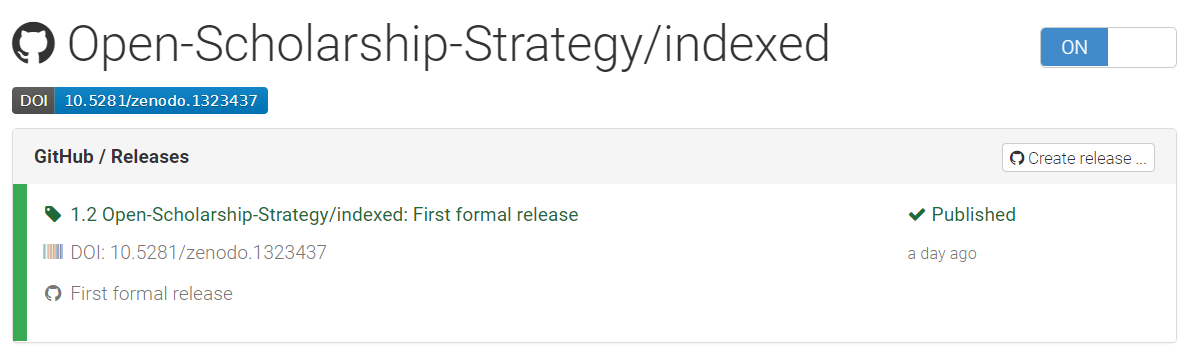 Open-Scholarship-Strategy/indexed
ON
DOI 10.5281/zenodo.1323437
GitHub / Releases
Create release ...
1.2 Open-Scholarship-Strategy/indexed: First formal release
Published
DOI: 10.5281/zenodo.1323437
a day ago
First formal release